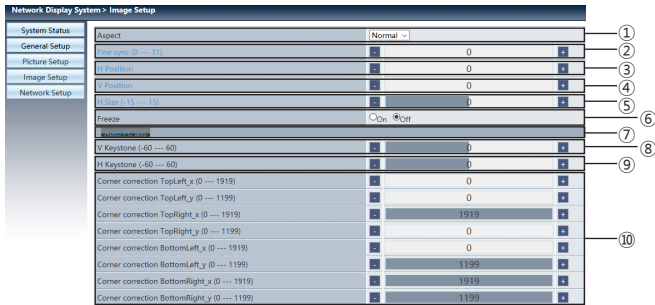 Network Display System > Image Setup
System Status
General Setup
Picture Setup
Image Setup
Network Setup
Aspect Normal ①
Fine sync (0 --- 31) - 0 + ②
H Position - 0 + ③
V Position - 0 + ④
H.Size (-15 --- 15) - 0 + ⑤
Freeze On Off ⑥
Auto PC adj. ⑦
V Keystone (-60 --- 60) - 0 + ⑧
H Keystone (-60 --- 60) - 0 + ⑨
Corner correction TopLeft_x (0 --- 1919) - 0 +
Corner correction TopLeft_y (0 --- 1199) - 0 +
Corner correction TopRight_x (0 --- 1919) - 1919 +
Corner correction TopRight_y (0 --- 1199) - 0 +
Corner correction BottomLeft_x (0 --- 1919) - 0 + ⑩
Corner correction BottomLeft_y (0 --- 1199) - 1199 +
Corner correction BottomRight_x (0 --- 1919) - 1919 +
Corner correction BottomRight_y (0 --- 1199) - 1199 +